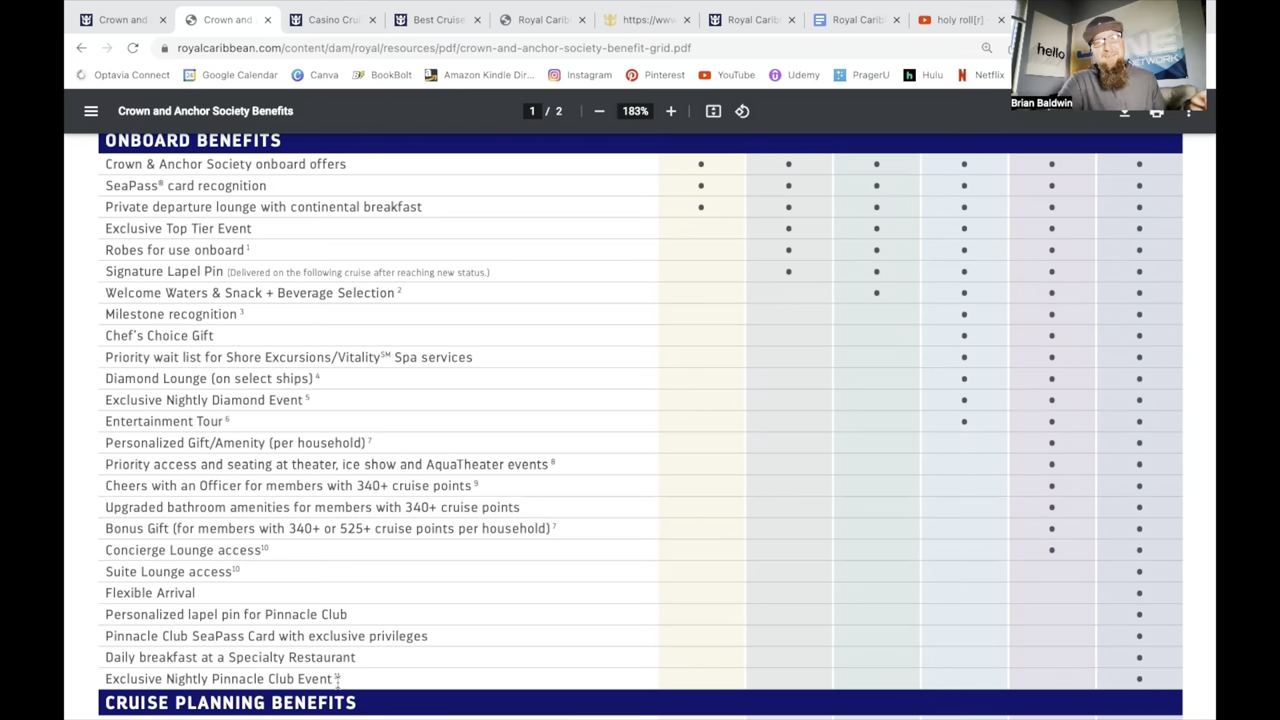 Crown and
Crown and
Casino Crui
Best Cruise
Royal Caribl
https://ww
Royal Caribl
Royal Carib
holy roll[r]
royalcaribbean.com/content/dam/royal/resources/pdf/crown-and-anchor-society-benefit-grid.pdf
Optavia Connect
Google Calendar
Canva
BookBolt
Amazon Kindle Dir...
Instagram
Pinterest
YouTube
Udemy
PragerU
Hulu
Netflix
hello
NETWORK
Brian Baldwin
Crown and Anchor Society Benefits
1 / 2
183%
ONBOARD BENEFITS
Crown & Anchor Society onboard offers
SeaPass® card recognition
Private departure lounge with continental breakfast
Exclusive Top Tier Event
Robes for use onboard 1
Signature Lapel Pin (Delivered on the following cruise after reaching new status.)
Welcome Waters & Snack + Beverage Selection 2
Milestone recognition 3
Chef's Choice Gift
Priority wait list for Shore Excursions/Vitality℠ Spa services
Diamond Lounge (on select ships) 4
Exclusive Nightly Diamond Event 5
Entertainment Tour 6
Personalized Gift/Amenity (per household) 7
Priority access and seating at theater, ice show and AquaTheater events 8
Cheers with an Officer for members with 340+ cruise points 9
Upgraded bathroom amenities for members with 340+ cruise points
Bonus Gift (for members with 340+ or 525+ cruise points per household) 7
Concierge Lounge access 10
Suite Lounge access 10
Flexible Arrival
Personalized lapel pin for Pinnacle Club
Pinnacle Club SeaPass Card with exclusive privileges
Daily breakfast at a Specialty Restaurant
Exclusive Nightly Pinnacle Club Event
CRUISE PLANNING BENEFITS